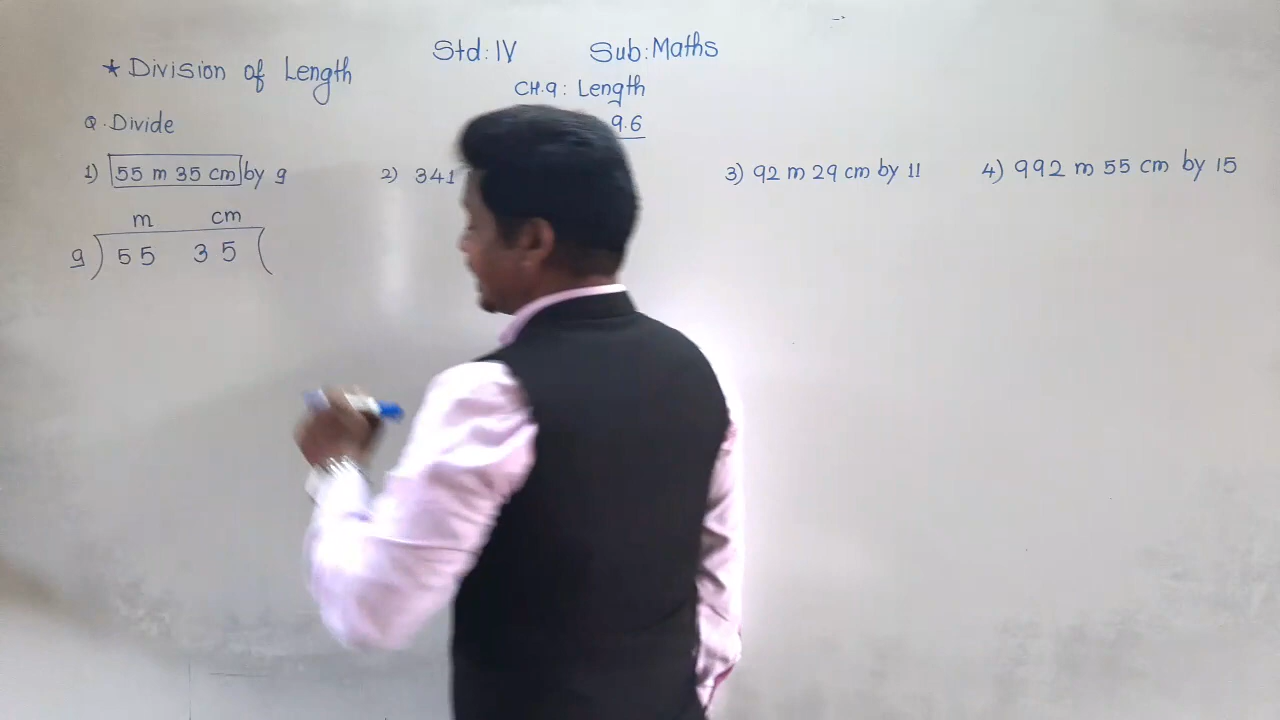 Std: IV Sub: Maths
* Division of Length
CH.9: Length
9.6
Q. Divide
1) 55 m 35 cm by 9
2) 341
3) 92 m 29 cm by 11
4) 992 m 55 cm by 15
m cm
9) 55 35 (